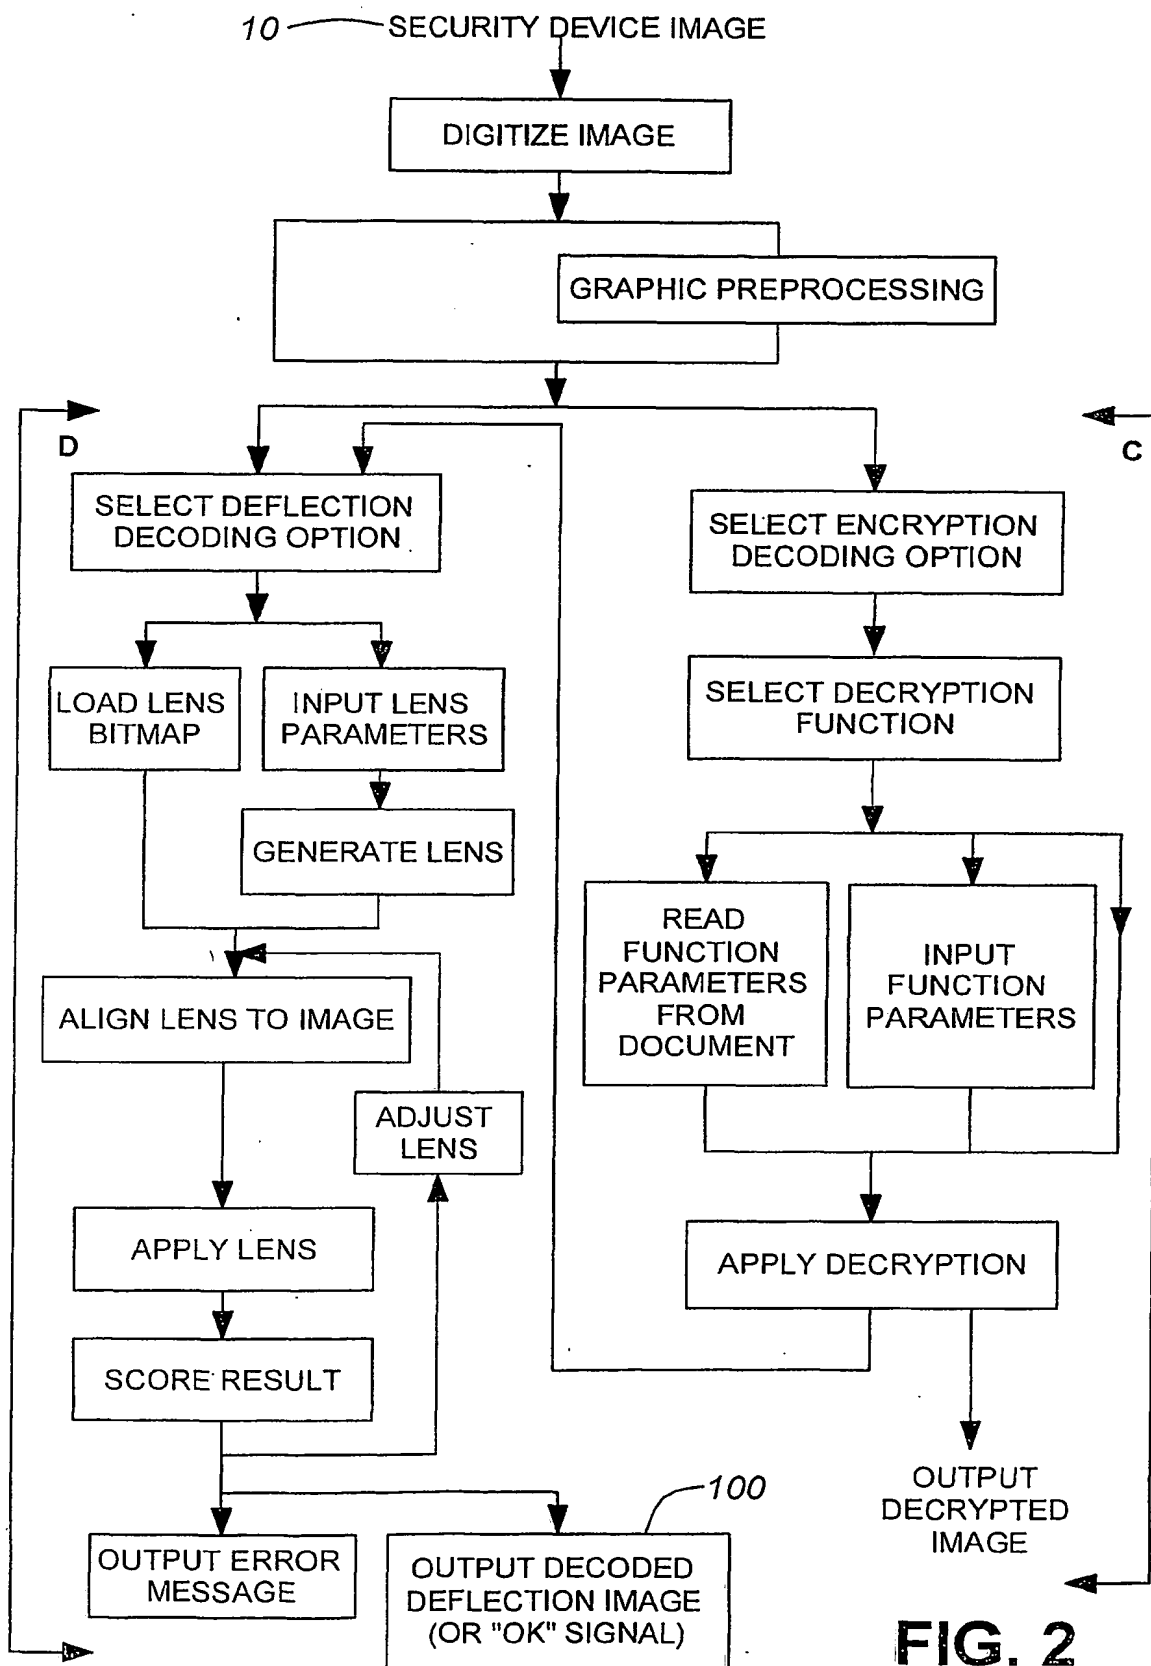 10 SECURITY DEVICE IMAGE
DIGITIZE IMAGE
GRAPHIC PREPROCESSING
D
C
SELECT DEFLECTION
DECODING OPTION
SELECT ENCRYPTION
DECODING OPTION
LOAD LENS
BITMAP
INPUT LENS
PARAMETERS
SELECT DECRYPTION
FUNCTION
GENERATE LENS
READ
FUNCTION
PARAMETERS
FROM
DOCUMENT
INPUT
FUNCTION
PARAMETERS
ALIGN LENS TO IMAGE
ADJUST
LENS
APPLY LENS
APPLY DECRYPTION
SCORE RESULT
OUTPUT
DECRYPTED
IMAGE
100
OUTPUT ERROR
MESSAGE
OUTPUT DECODED
DEFLECTION IMAGE
(OR "OK" SIGNAL)
FIG. 2